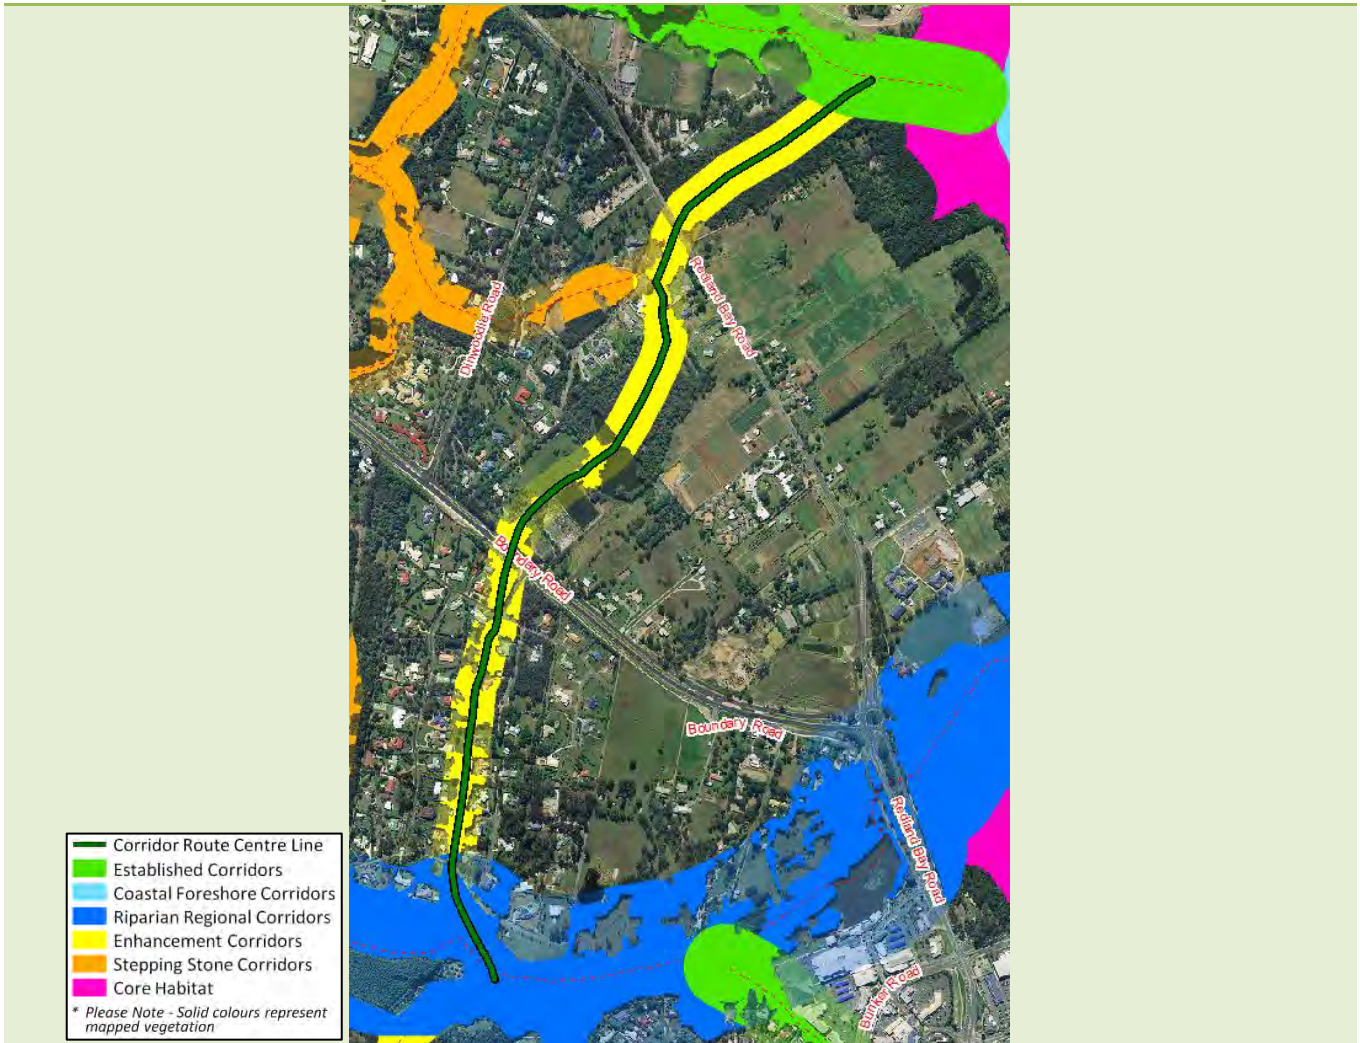 Dinwoodie Road
Redland Bay Road
Boundary Road
Boundary Road
Redland Bay Road
Bunker Road
Corridor Route Centre Line
Established Corridors
Coastal Foreshore Corridors
Riparian Regional Corridors
Enhancement Corridors
Stepping Stone Corridors
Core Habitat
* Please Note - Solid colours represent
mapped vegetation